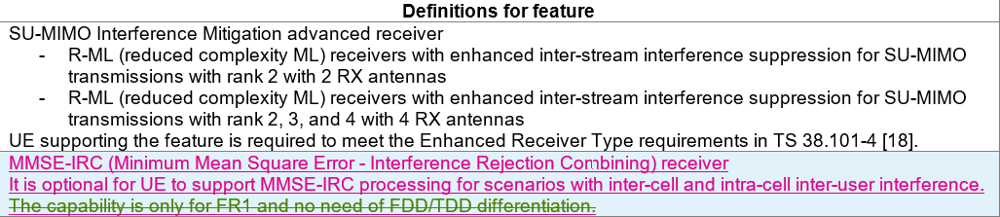 Definitions for feature
SU-MIMO Interference Mitigation advanced receiver
- R-ML (reduced complexity ML) receivers with enhanced inter-stream interference suppression for SU-MIMO
transmissions with rank 2 with 2 RX antennas
- R-ML (reduced complexity ML) receivers with enhanced inter-stream interference suppression for SU-MIMO
transmissions with rank 2, 3, and 4 with 4 RX antennas
UE supporting the feature is required to meet the Enhanced Receiver Type requirements in TS 38.101-4 [18].
MMSE-IRC (Minimum Mean Square Error - Interference Rejection Combining) receiver
It is optional for UE to support MMSE-IRC processing for scenarios with inter-cell and intra-cell inter-user interference.
The capability is only for FR1 and no need of FDD/TDD differentiation.